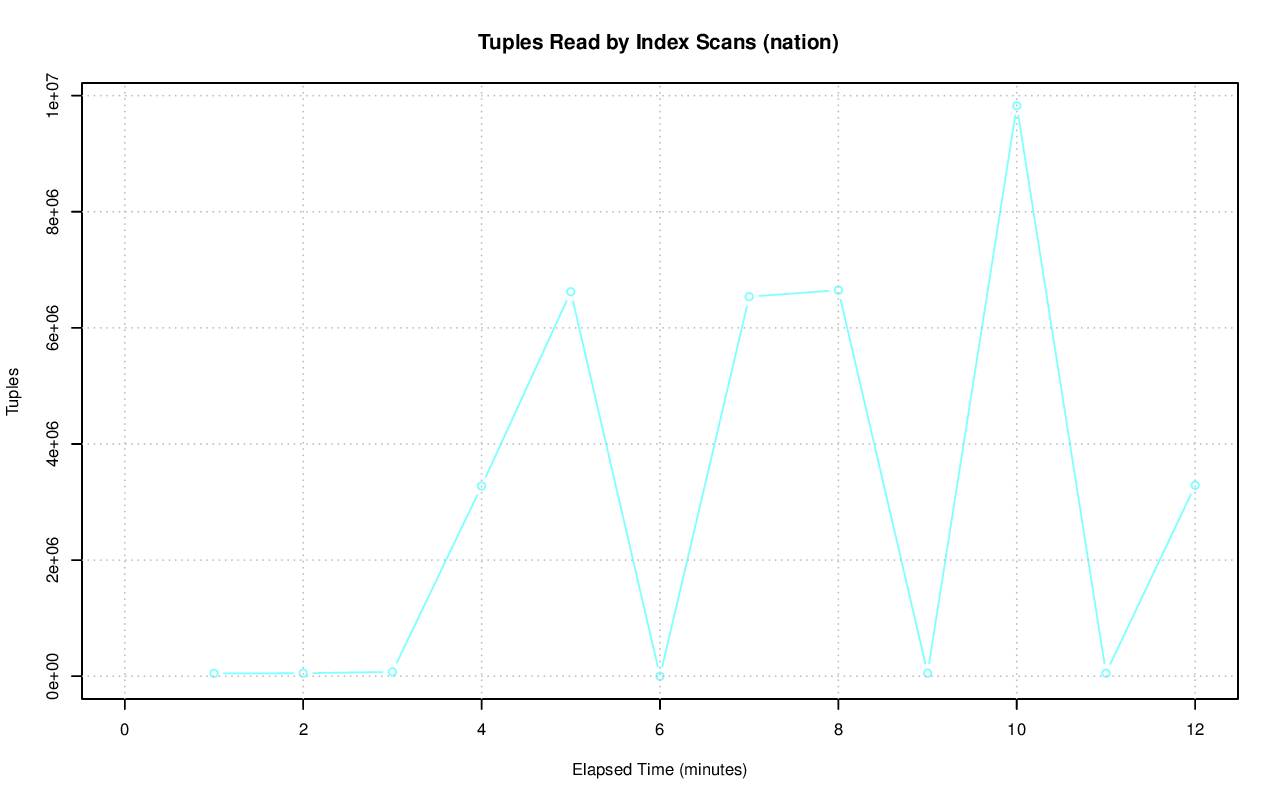 Tuples Read by Index Scans (nation)
1e+07
8e+06
6e+06
4e+06
2e+06
0e+00
Tuples
0 2 4 6 8 10 12
Elapsed Time (minutes)